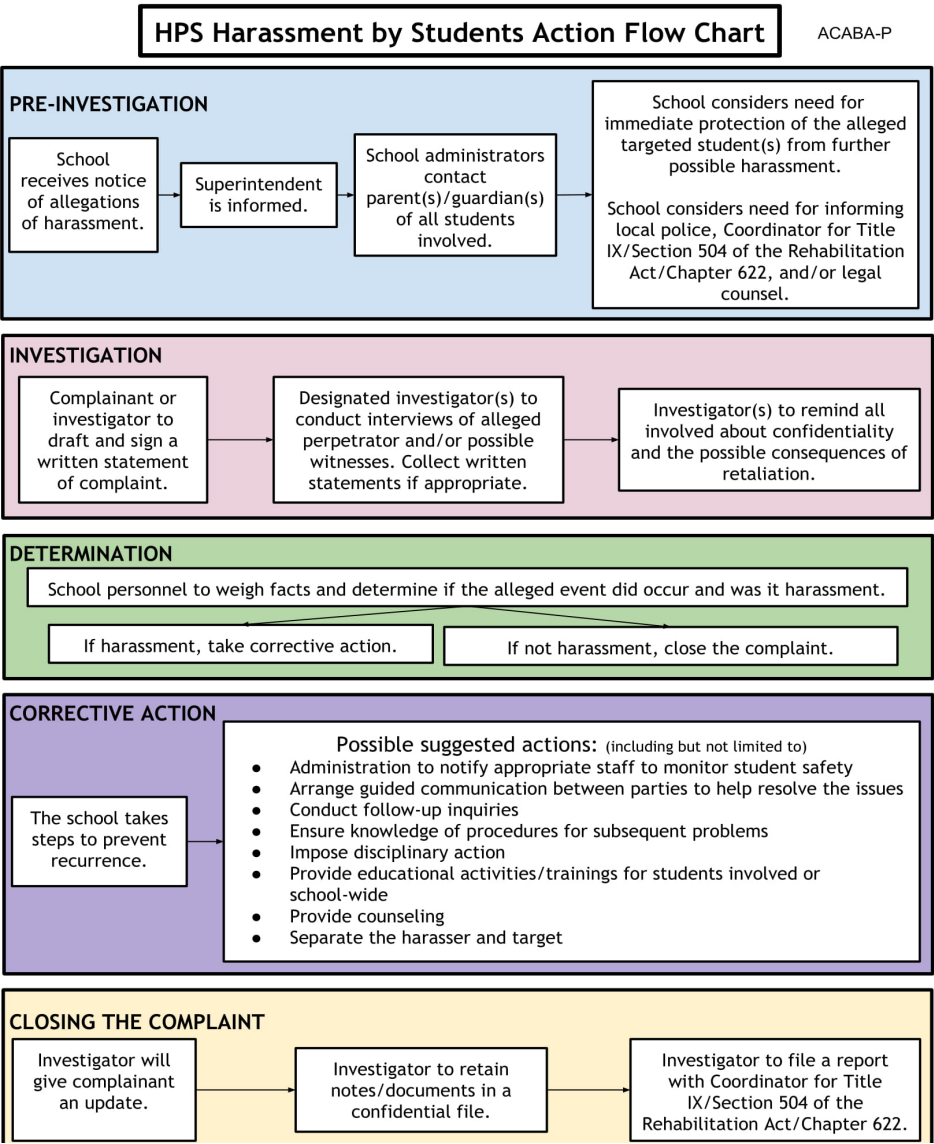 HPS Harassment by Students Action Flow Chart
ACABA-P
PRE-INVESTIGATION
School
receives notice
of allegations
of harassment.
Superintendent
is informed.
School administrators
contact
parent(s)/guardian(s)
of all students
involved.
School considers need for
immediate protection of the alleged
targeted student(s) from further
possible harassment.
School considers need for informing
local police, Coordinator for Title
IX/Section 504 of the Rehabilitation
Act/Chapter 622, and/or legal
counsel.
INVESTIGATION
Complainant or
investigator to
draft and sign a
written statement
of complaint.
Designated investigator(s) to
conduct interviews of alleged
perpetrator and/or possible
witnesses. Collect written
statements if appropriate.
Investigator(s) to remind all
involved about confidentiality
and the possible consequences of
retaliation.
DETERMINATION
School personnel to weigh facts and determine if the alleged event did occur and was it harassment.
If harassment, take corrective action.
If not harassment, close the complaint.
CORRECTIVE ACTION
The school takes
steps to prevent
recurrence.
Possible suggested actions: (including but not limited to)
● Administration to notify appropriate staff to monitor student safety
● Arrange guided communication between parties to help resolve the issues
● Conduct follow-up inquiries
● Ensure knowledge of procedures for subsequent problems
● Impose disciplinary action
● Provide educational activities/trainings for students involved or
school-wide
● Provide counseling
● Separate the harasser and target
CLOSING THE COMPLAINT
Investigator will
give complainant
an update.
Investigator to retain
notes/documents in a
confidential file.
Investigator to file a report
with Coordinator for Title
IX/Section 504 of the
Rehabilitation Act/Chapter 622.